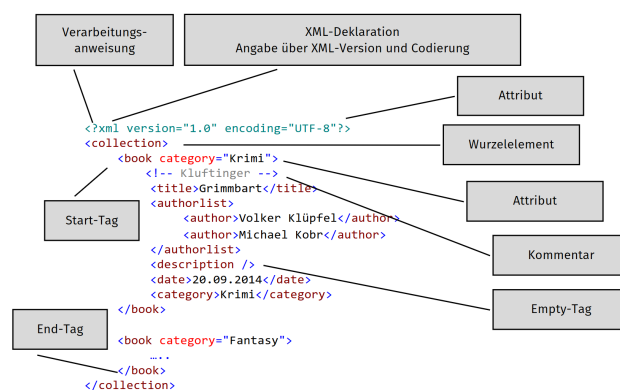 Verarbeitungs-
anweisung
XML-Deklaration
Angabe über XML-Version und Codierung
Attribut
<?xml version="1.0" encoding="UTF-8"?>
<collection>
Wurzelelement
<book category="Krimi">
<!-- Kluftinger -->
<title>Grimmbart</title>
Attribut
<authorlist>
Start-Tag
<author>Volker Klüpfel</author>
<author>Michael Kobr</author>
</authorlist>
Kommentar
<description />
<date>20.09.2014</date>
<category>Krimi</category>
Empty-Tag
</book>
End-Tag
<book category="Fantasy">
…..
</book>
</collection>